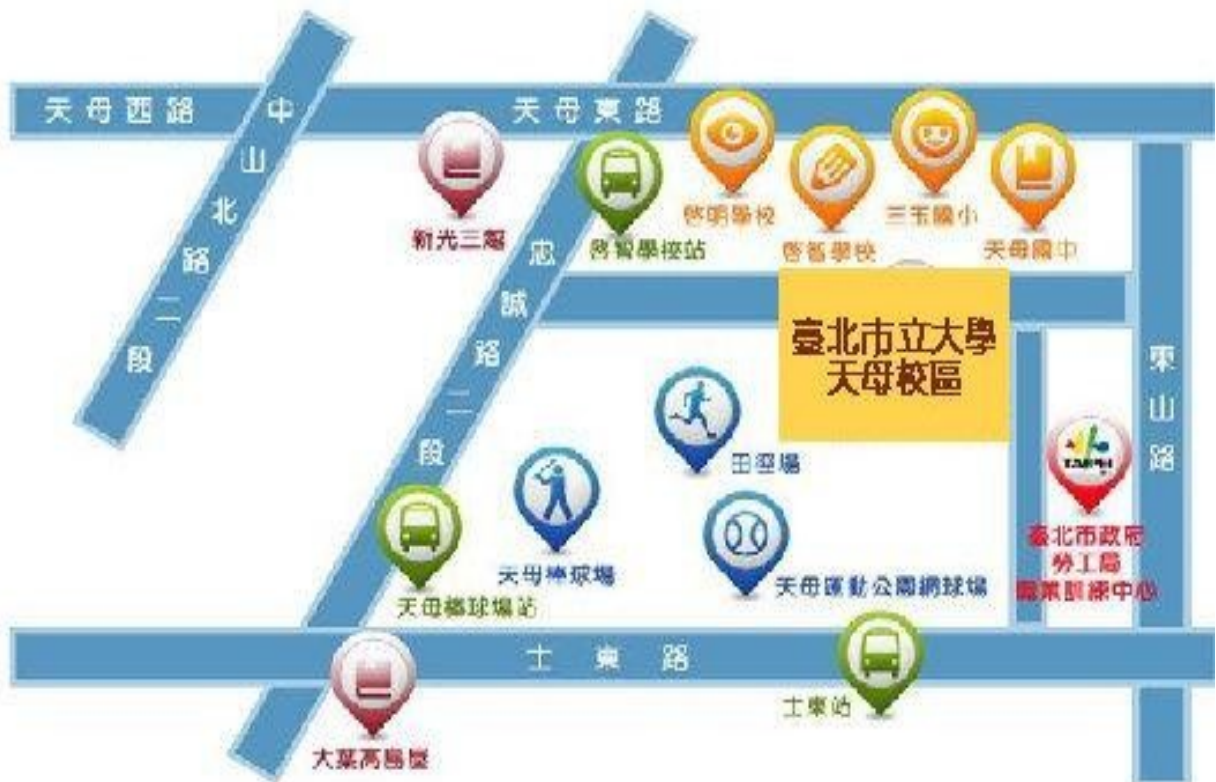 天母西路
天母東路
中山北路二段
新光三越
忠誠路二段
啓智學校站
啓明學校
啓智學校
三玉國小
天母國中
臺北市立大學
天母校區
東山路
田徑場
天母棒球場
天母棒球場站
天母運動公園網球場
臺北市政府
勞工局
職業訓練中心
士東路
士東站
大葉高島屋